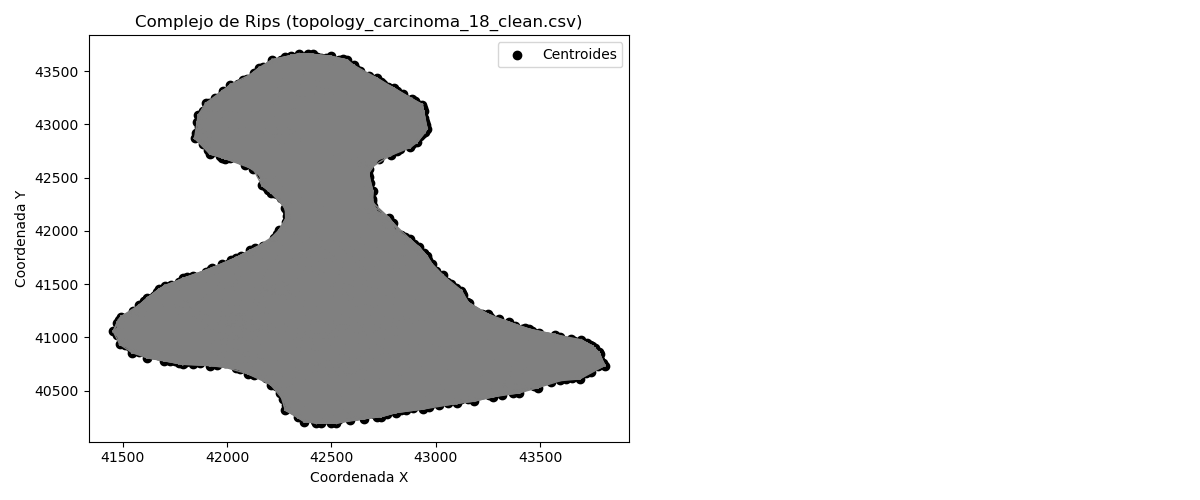 Complejo de Rips (topology_carcinoma_18_clean.csv)
Centroides
43500
43000
42500
42000
41500
41000
40500
Coordenada Y
41500 42000 42500 43000 43500
Coordenada X